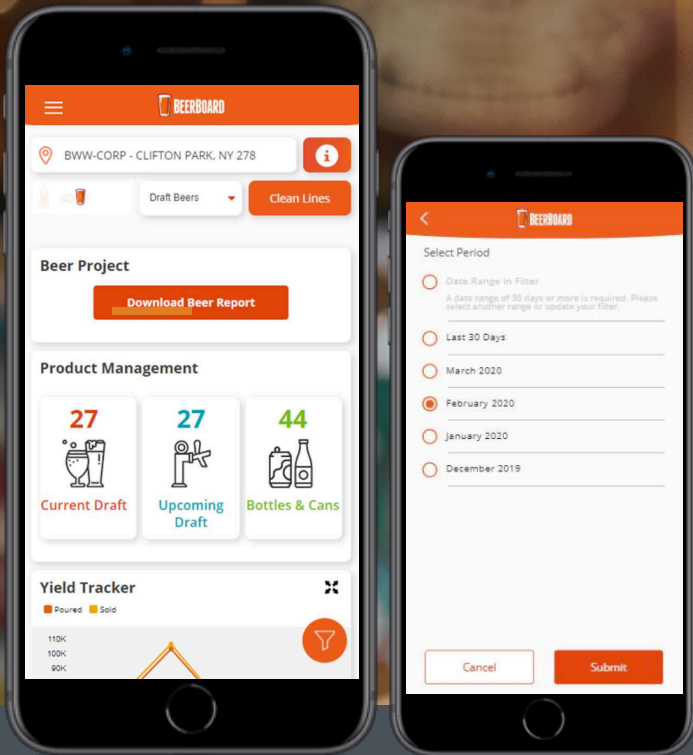 BEERBOARD
BWW-CORP - CLIFTON PARK, NY 278
Draft Beers
Clean Lines
Beer Project
Download Beer Report
Product Management
27
27
44
Current Draft
Upcoming
Draft
Bottles & Cans
Yield Tracker
Poured
Sold
110K
100K
90K
BEERBOARD
Select Period
Date Range in Filter
A date range of 30 days or more is required. Please
select another range or update your filter.
Last 30 Days
March 2020
February 2020
January 2020
December 2019
Cancel
Submit